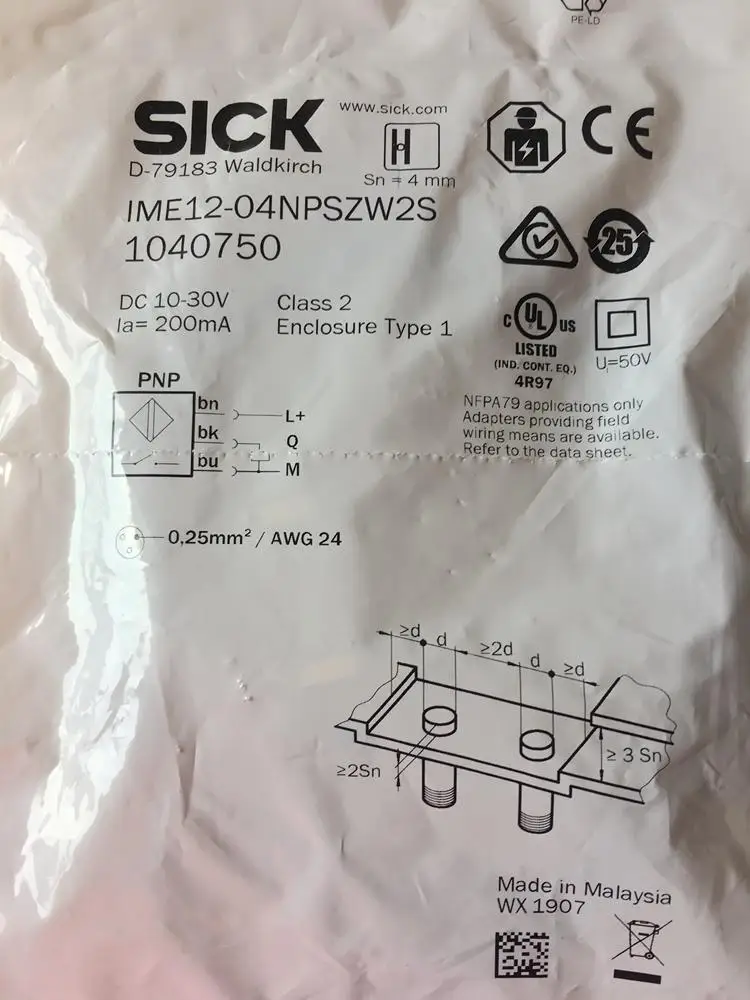 PE-LD
SICK
www.sick.com
D-79183 Waldkirch
Sn = 4 mm
CE
IME12-04NPSZW2S
1040750
25
DC 10-30V
Class 2
Ia= 200mA
Enclosure Type 1
C UL US
LISTED
(IND. CONT. EQ.)
4R97
Ui=50V
PNP
bn
L+
bk
Q
bu
M
NFPA79 applications only
Adapters providing field
wiring means are available.
Refer to the data sheet.
0,25mm² / AWG 24
≥d d ≥2d d ≥d
≥ 3 Sn
≥2Sn
Made in Malaysia
WX 1907